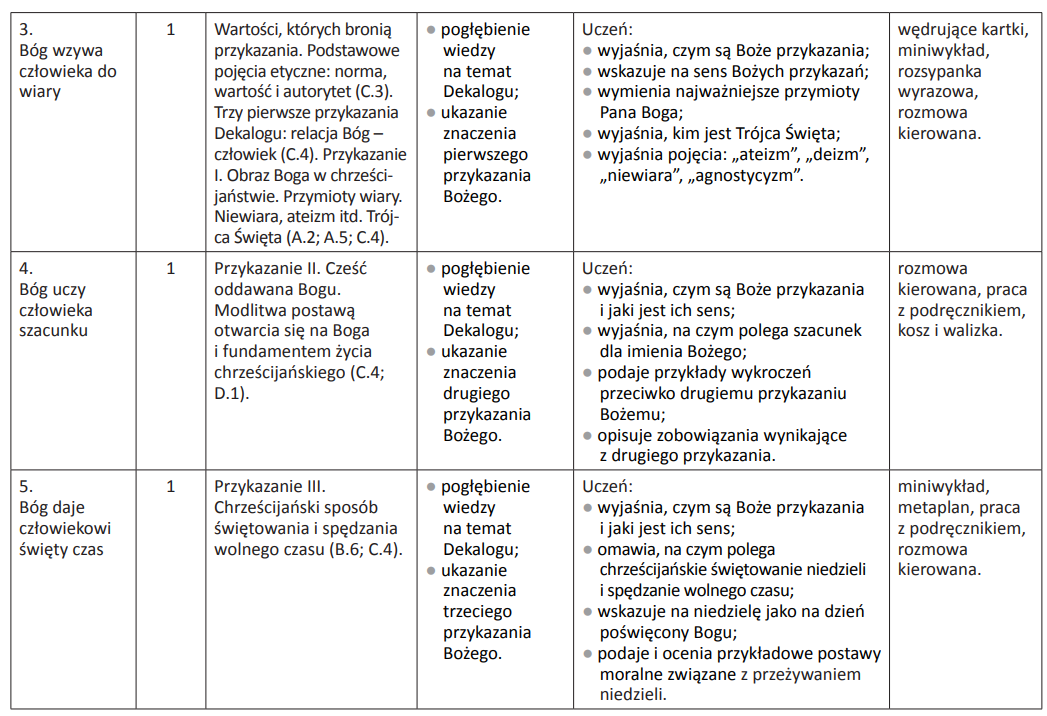 3.
Bóg wzywa
człowieka do
wiary
1
Wartości, których bronią
przykazania. Podstawowe
pojęcia etyczne: norma,
wartość i autorytet (C.3).
Trzy pierwsze przykazania
Dekalogu: relacja Bóg –
człowiek (C.4). Przykazanie
I. Obraz Boga w chrześci-
jaństwie. Przymioty wiary.
Niewiara, ateizm itd. Trój-
ca Święta (A.2; A.5; C.4).
● pogłębienie
wiedzy
na temat
Dekalogu;
● ukazanie
znaczenia
pierwszego
przykazania
Bożego.
Uczeń:
● wyjaśnia, czym są Boże przykazania;
● wskazuje na sens Bożych przykazań;
● wymienia najważniejsze przymioty
Pana Boga;
● wyjaśnia, kim jest Trójca Święta;
● wyjaśnia pojęcia: „ateizm”, „deizm”,
„niewiara”, „agnostycyzm”.
wędrujące kartki,
miniwykład,
rozsypanka
wyrazowa,
rozmowa
kierowana.
4.
Bóg uczy
człowieka
szacunku
1
Przykazanie II. Cześć
oddawana Bogu.
Modlitwa postawą
otwarcia się na Boga
i fundamentem życia
chrześcijańskiego (C.4;
D.1).
● pogłębienie
wiedzy
na temat
Dekalogu;
● ukazanie
znaczenia
drugiego
przykazania
Bożego.
Uczeń:
● wyjaśnia, czym są Boże przykazania
i jaki jest ich sens;
● wyjaśnia, na czym polega szacunek
dla imienia Bożego;
● podaje przykłady wykroczeń
przeciwko drugiemu przykazaniu
Bożemu;
● opisuje zobowiązania wynikające
z drugiego przykazania.
rozmowa
kierowana, praca
z podręcznikiem,
kosz i walizka.
5.
Bóg daje
człowiekowi
święty czas
1
Przykazanie III.
Chrześcijański sposób
świętowania i spędzania
wolnego czasu (B.6; C.4).
● pogłębienie
wiedzy
na temat
Dekalogu;
● ukazanie
znaczenia
trzeciego
przykazania
Bożego.
Uczeń:
● wyjaśnia, czym są Boże przykazania
i jaki jest ich sens;
● omawia, na czym polega
chrześcijańskie świętowanie niedzieli
i spędzanie wolnego czasu;
● wskazuje na niedzielę jako na dzień
poświęcony Bogu;
● podaje i ocenia przykładowe postawy
moralne związane z przeżywaniem
niedzieli.
miniwykład,
metaplan, praca
z podręcznikiem,
rozmowa
kierowana.